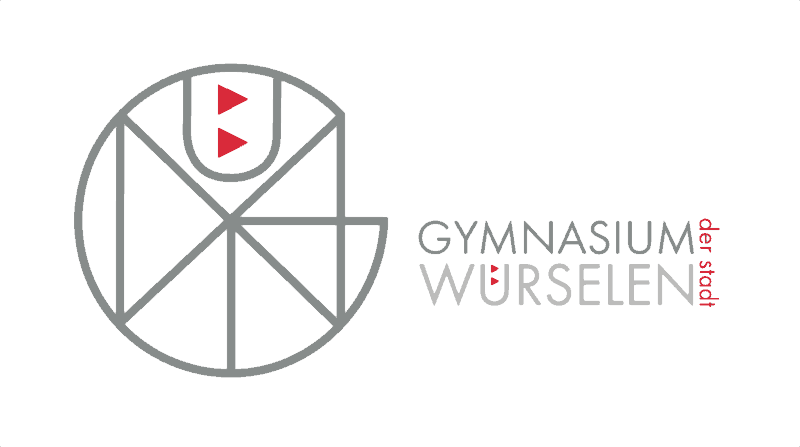 GYMNASIUM
der stadt
WÜRSELEN